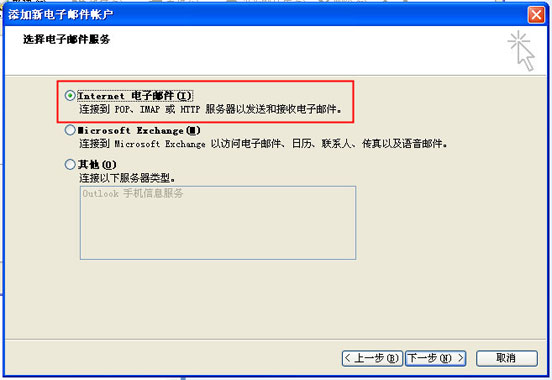 添加新电子邮件帐户
选择电子邮件服务
Internet 电子邮件(I)
连接到 POP、IMAP 或 HTTP 服务器以发送和接收电子邮件。
Microsoft Exchange(M)
连接到 Microsoft Exchange 以访问电子邮件、日历、联系人、传真以及语音邮件。
其他(O)
连接以下服务器类型。
Outlook 手机信息服务
< 上一步(B) 下一步(N) > 取消